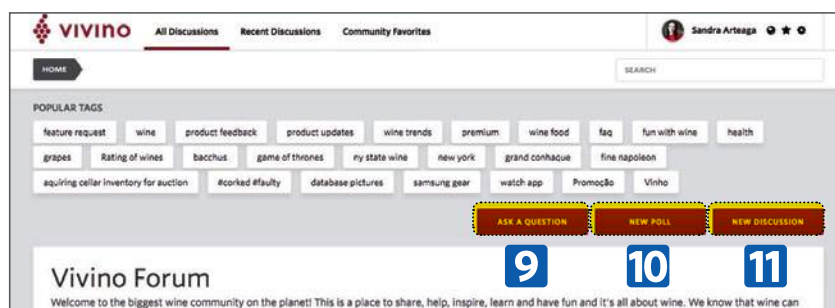 VIVINO All Discussions Recent Discussions Community Favorites Sandra Arteaga
HOME SEARCH
POPULAR TAGS
feature request wine product feedback product updates wine trends premium wine food faq fun with wine health
grapes Rating of wines bacchus game of thrones ny state wine new york grand conhaque fine napoleon
aquiring cellar inventory for auction #corked #faulty database pictures samsung gear watch app Promoção Vinho
ASK A QUESTION NEW POLL NEW DISCUSSION
9 10 11
Vivino Forum
Welcome to the biggest wine community on the planet! This is a place to share, help, inspire, learn and have fun and it's all about wine. We know that wine can